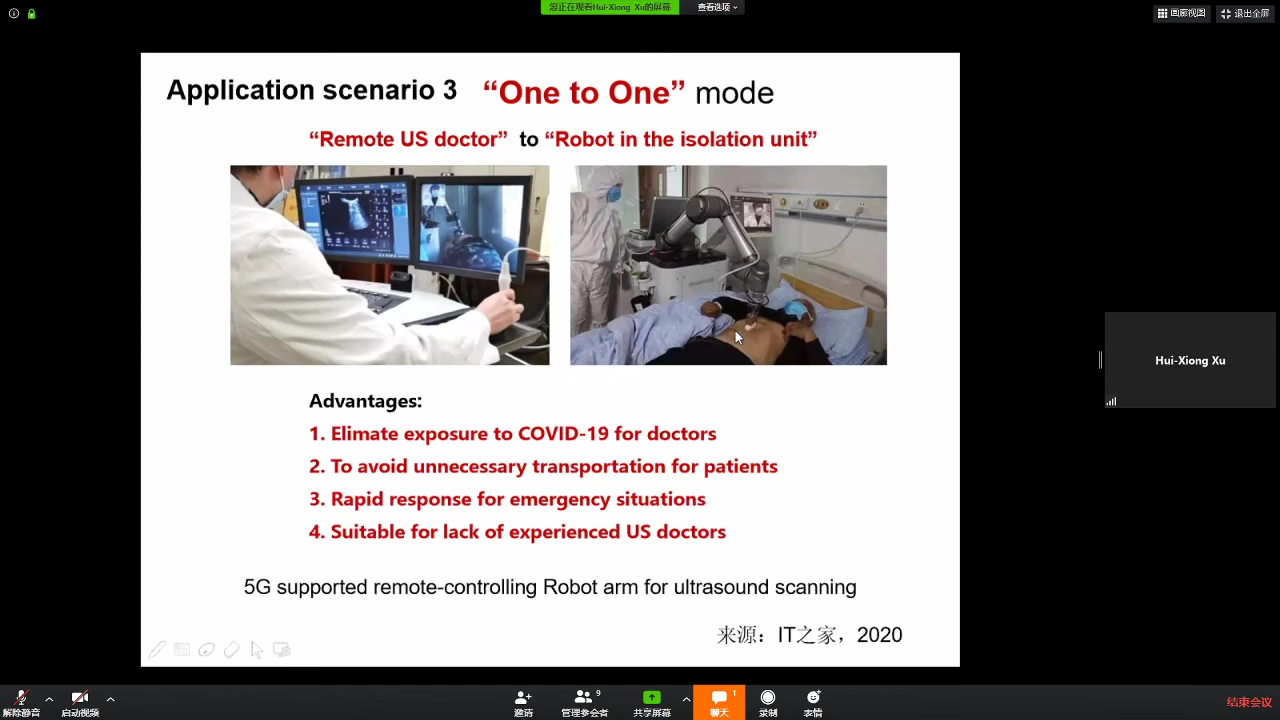 您正在观看Hui-Xiong Xu的屏幕
查看选项
画廊视图
退出全屏
Application scenario 3 “One to One” mode
“Remote US doctor” to “Robot in the isolation unit”
Advantages:
1. Elimate exposure to COVID-19 for doctors
2. To avoid unnecessary transportation for patients
3. Rapid response for emergency situations
4. Suitable for lack of experienced US doctors
5G supported remote-controlling Robot arm for ultrasound scanning
来源：IT之家，2020
Hui-Xiong Xu
解除静音
启动视频
邀请
9
管理参会者
共享屏幕
1
聊天
录制
表情
结束会议